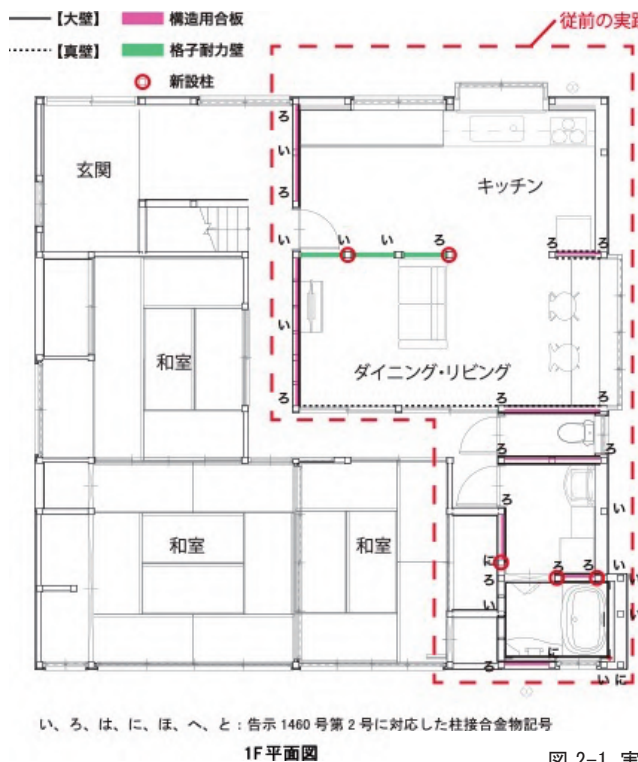 【大壁】 構造用合板 従前の実践
【真壁】 格子耐力壁
新設柱
ろ
い
玄関
キッチン
ろ
い い い ろ ろ ろ
い
和室
ダイニング・リビング
ろ ろ ろ
ろ ろ
ろ
和室 和室
い
に い
ろ ろ ろ い
い い
に
ろ
いに
い、ろ、は、に、ほ、へ、と：告示 1460 号第 2 号に対応した柱接合金物記号
1F 平面図
図 2-1 実